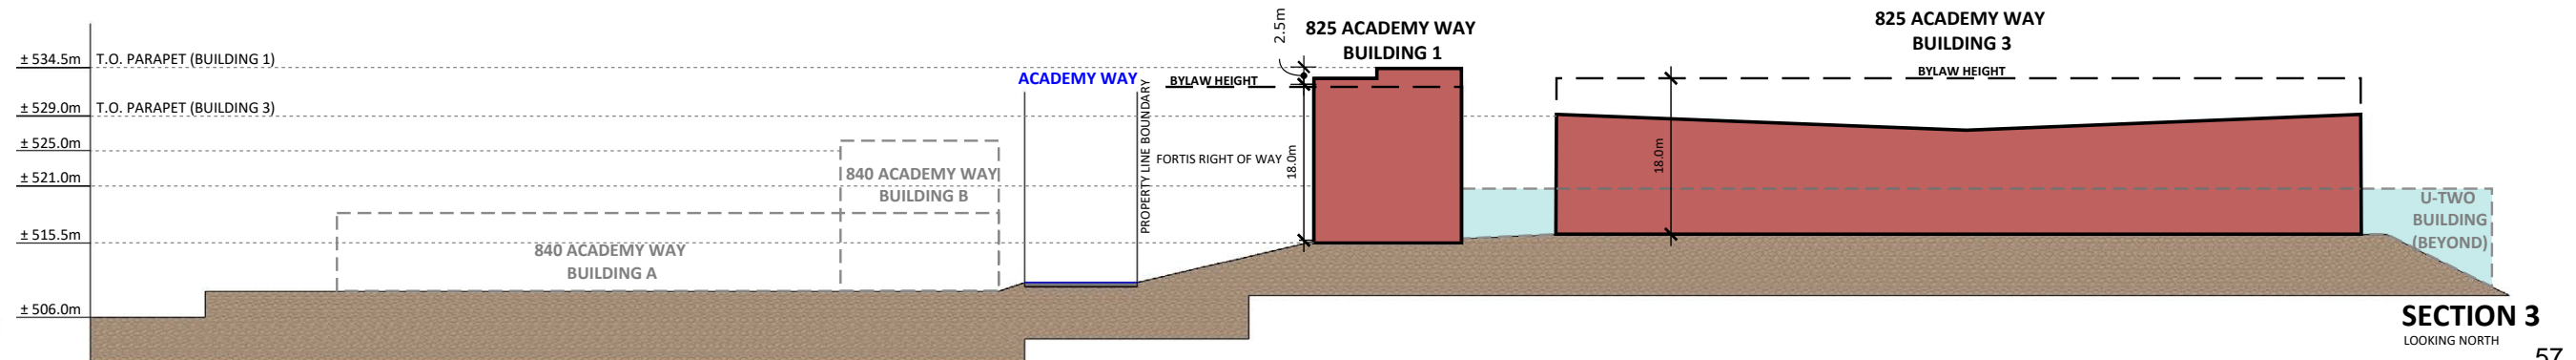 ± 534.5m
T.O. PARAPET (BUILDING 1)
± 529.0m
T.O. PARAPET (BUILDING 3)
± 525.0m
± 521.0m
± 515.5m
± 506.0m
840 ACADEMY WAY
BUILDING A
840 ACADEMY WAY
BUILDING B
ACADEMY WAY
PROPERTY LINE BOUNDARY
BYLAW HEIGHT
FORTIS RIGHT OF WAY
18.0m
2.5m
825 ACADEMY WAY
BUILDING 1
825 ACADEMY WAY
BUILDING 3
BYLAW HEIGHT
18.0m
U-TWO
BUILDING
(BEYOND)
SECTION 3
LOOKING NORTH
57